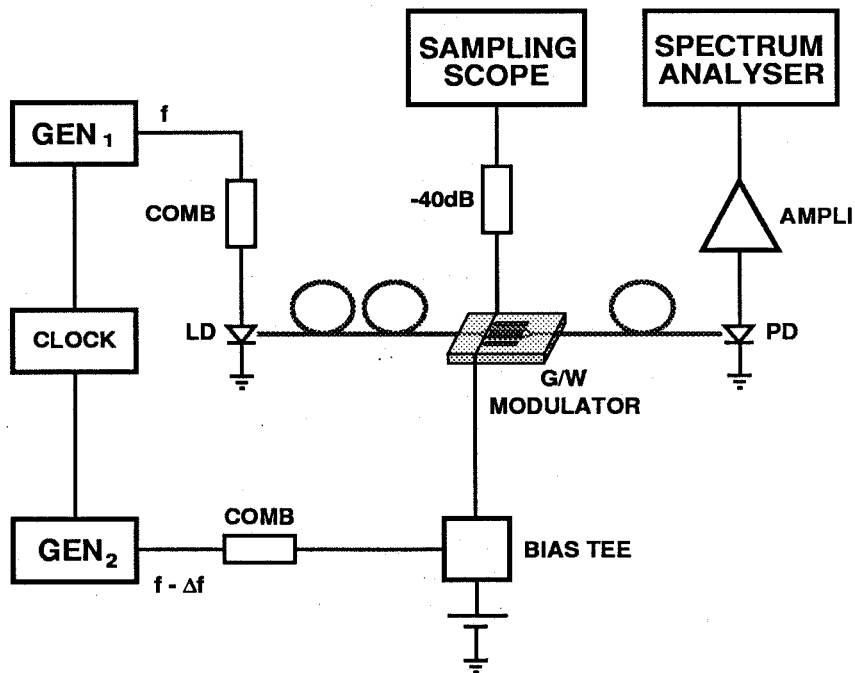 SAMPLING
SCOPE
SPECTRUM
ANALYSER
GEN₁
f
COMB
-40dB
AMPLI
CLOCK
LD
PD
G/W
MODULATOR
GEN₂
f - Δf
COMB
BIAS TEE